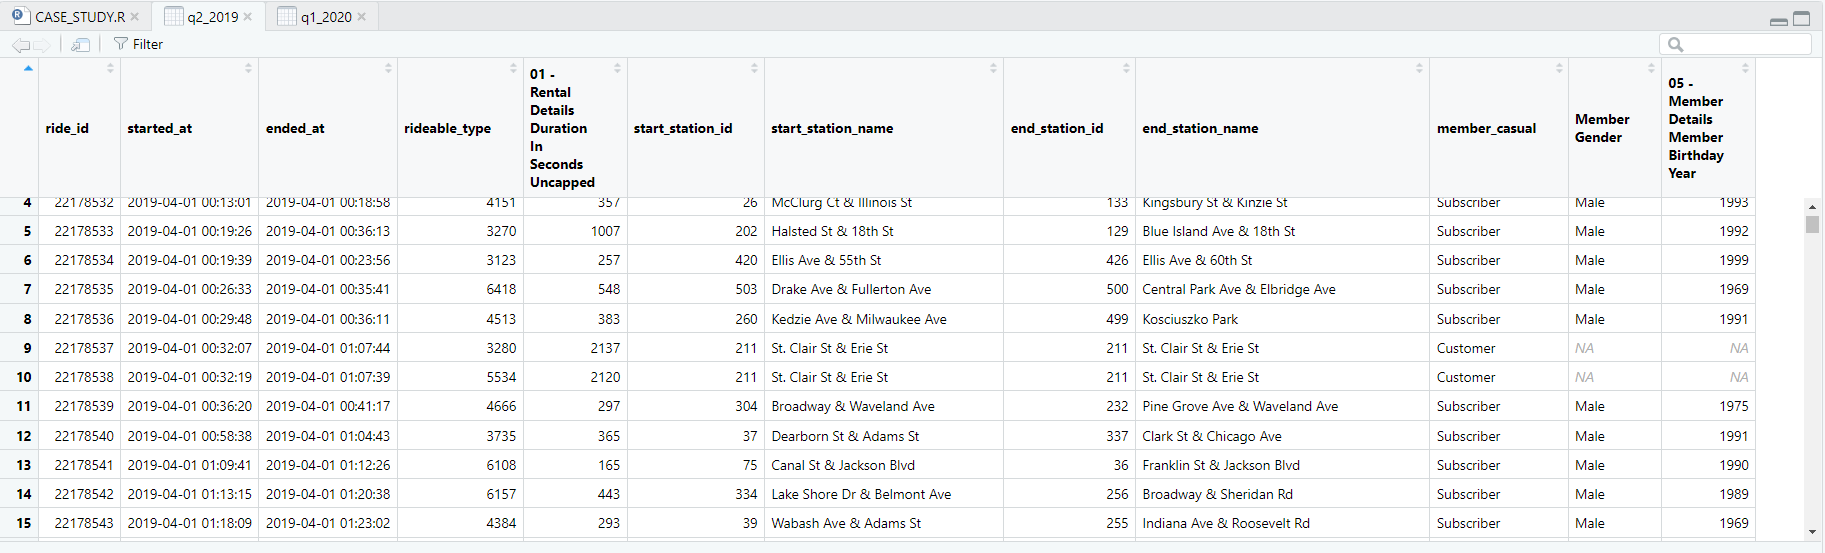 CASE_STUDY.R q2_2019 q1_2020
Filter
ride_id started_at ended_at rideable_type 01 - Rental Details Duration In Seconds Uncapped start_station_id start_station_name end_station_id end_station_name member_casual Member Gender 05 - Member Details Member Birthday Year
4 22178532 2019-04-01 00:13:01 2019-04-01 00:18:58 4151 357 26 McClurg Ct & Illinois St 133 Kingsbury St & Kinzie St Subscriber Male 1993
5 22178533 2019-04-01 00:19:26 2019-04-01 00:36:13 3270 1007 202 Halsted St & 18th St 129 Blue Island Ave & 18th St Subscriber Male 1992
6 22178534 2019-04-01 00:19:39 2019-04-01 00:23:56 3123 257 420 Ellis Ave & 55th St 426 Ellis Ave & 60th St Subscriber Male 1999
7 22178535 2019-04-01 00:26:33 2019-04-01 00:35:41 6418 548 503 Drake Ave & Fullerton Ave 500 Central Park Ave & Elbridge Ave Subscriber Male 1969
8 22178536 2019-04-01 00:29:48 2019-04-01 00:36:11 4513 383 260 Kedzie Ave & Milwaukee Ave 499 Kosciuszko Park Subscriber Male 1991
9 22178537 2019-04-01 00:32:07 2019-04-01 01:07:44 3280 2137 211 St. Clair St & Erie St 211 St. Clair St & Erie St Customer NA NA
10 22178538 2019-04-01 00:32:19 2019-04-01 01:07:39 5534 2120 211 St. Clair St & Erie St 211 St. Clair St & Erie St Customer NA NA
11 22178539 2019-04-01 00:36:20 2019-04-01 00:41:17 4666 297 304 Broadway & Waveland Ave 232 Pine Grove Ave & Waveland Ave Subscriber Male 1975
12 22178540 2019-04-01 00:58:38 2019-04-01 01:04:43 3735 365 37 Dearborn St & Adams St 337 Clark St & Chicago Ave Subscriber Male 1991
13 22178541 2019-04-01 01:09:41 2019-04-01 01:12:26 6108 165 75 Canal St & Jackson Blvd 36 Franklin St & Jackson Blvd Subscriber Male 1990
14 22178542 2019-04-01 01:13:15 2019-04-01 01:20:38 6157 443 334 Lake Shore Dr & Belmont Ave 256 Broadway & Sheridan Rd Subscriber Male 1989
15 22178543 2019-04-01 01:18:09 2019-04-01 01:23:02 4384 293 39 Wabash Ave & Adams St 255 Indiana Ave & Roosevelt Rd Subscriber Male 1969